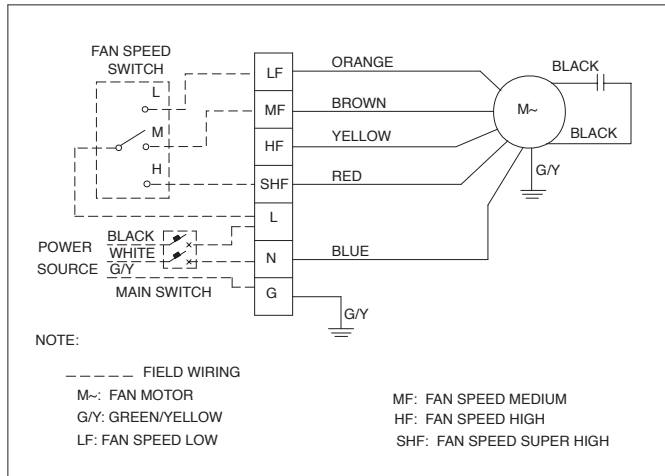 FAN SPEED
SWITCH
L
M
H
LF
MF
HF
SHF
L
N
G
ORANGE
BROWN
YELLOW
RED
BLUE
M~
BLACK
BLACK
G/Y
G/Y
POWER
SOURCE
BLACK
WHITE
G/Y
MAIN SWITCH
NOTE:
FIELD WIRING
M~: FAN MOTOR
G/Y: GREEN/YELLOW
LF: FAN SPEED LOW
MF: FAN SPEED MEDIUM
HF: FAN SPEED HIGH
SHF: FAN SPEED SUPER HIGH